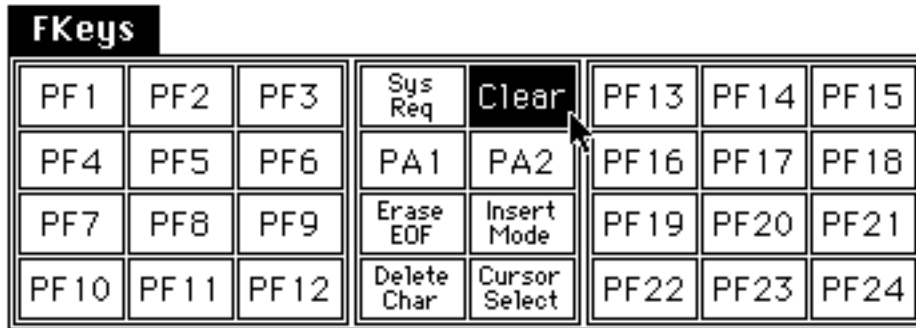 FKeys
PF1 PF2 PF3 Sys Req Clear PF13 PF14 PF15
PF4 PF5 PF6 PA1 PA2 PF16 PF17 PF18
PF7 PF8 PF9 Erase EOF Insert Mode PF19 PF20 PF21
PF10 PF11 PF12 Delete Char Cursor Select PF22 PF23 PF24